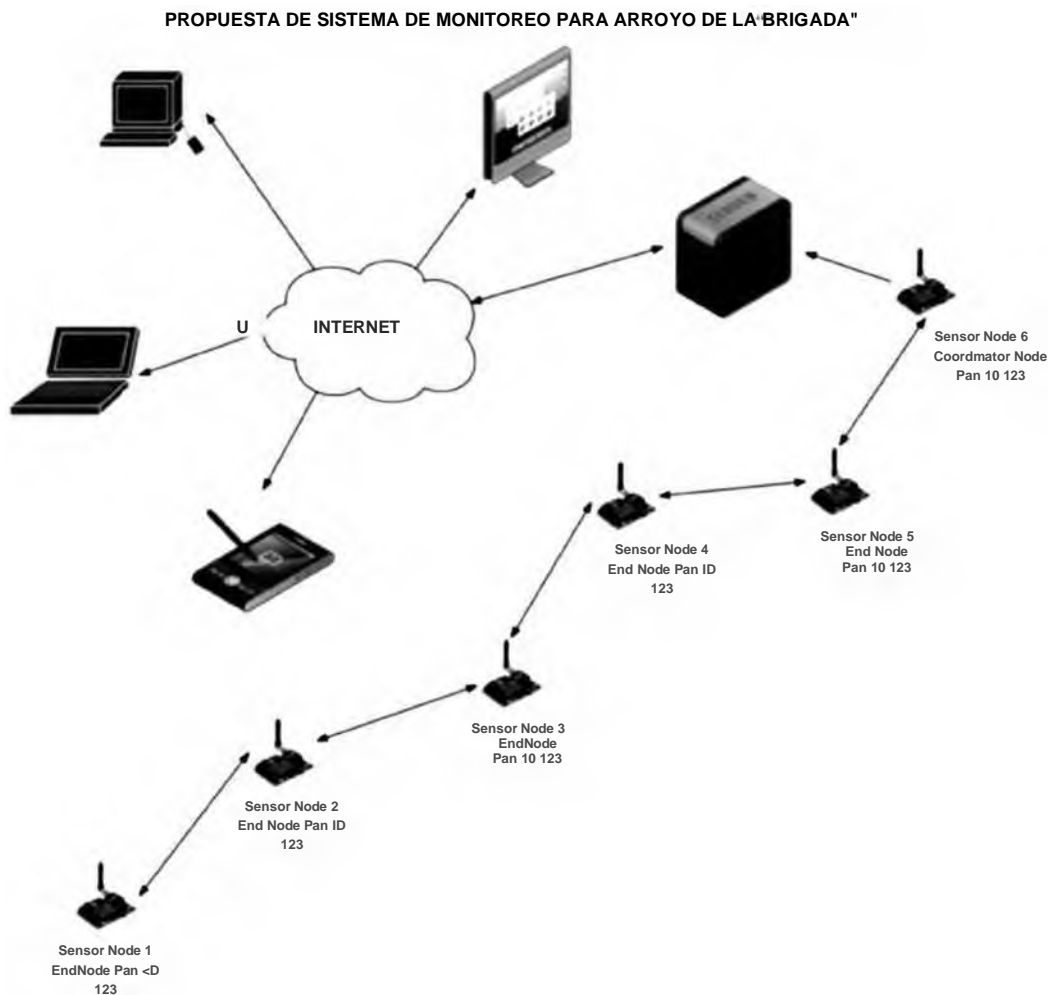 PROPUESTA DE SISTEMA DE MONITOREO PARA ARROYO DE LA "BRIGADA"
SERVER
U
INTERNET
Sensor Node 6
Coordmator Node
Pan 10 123
Sensor Node 5
End Node
Pan 10 123
Sensor Node 4
End Node Pan ID
123
Sensor Node 3
EndNode
Pan 10 123
Sensor Node 2
End Node Pan ID
123
Sensor Node 1
EndNode Pan <D
123